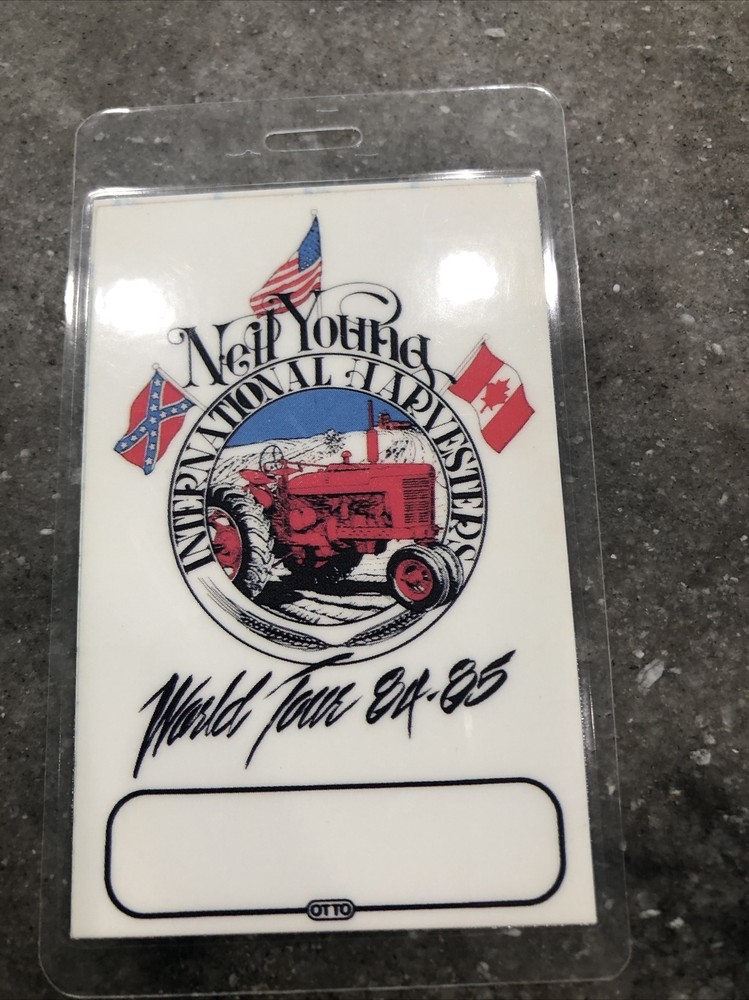 Neil Young
INTERNATIONAL HARVESTERS
World Tour 84-85
OTTO